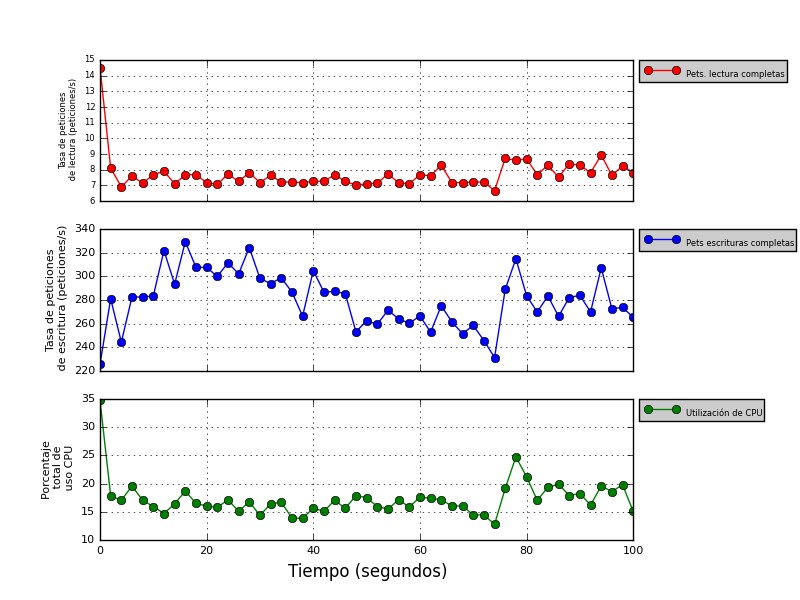 15
14
13
12
11
10
9
8
7
6
Tasa de peticiones
de lectura (peticiones/s)
Pets. lectura completas
340
320
300
280
260
240
220
Tasa de peticiones
de escritura (peticiones/s)
Pets escrituras completas
35
30
25
20
15
10
Porcentaje
total de
uso CPU
Utilización de CPU
0
20
40
60
80
100
Tiempo (segundos)